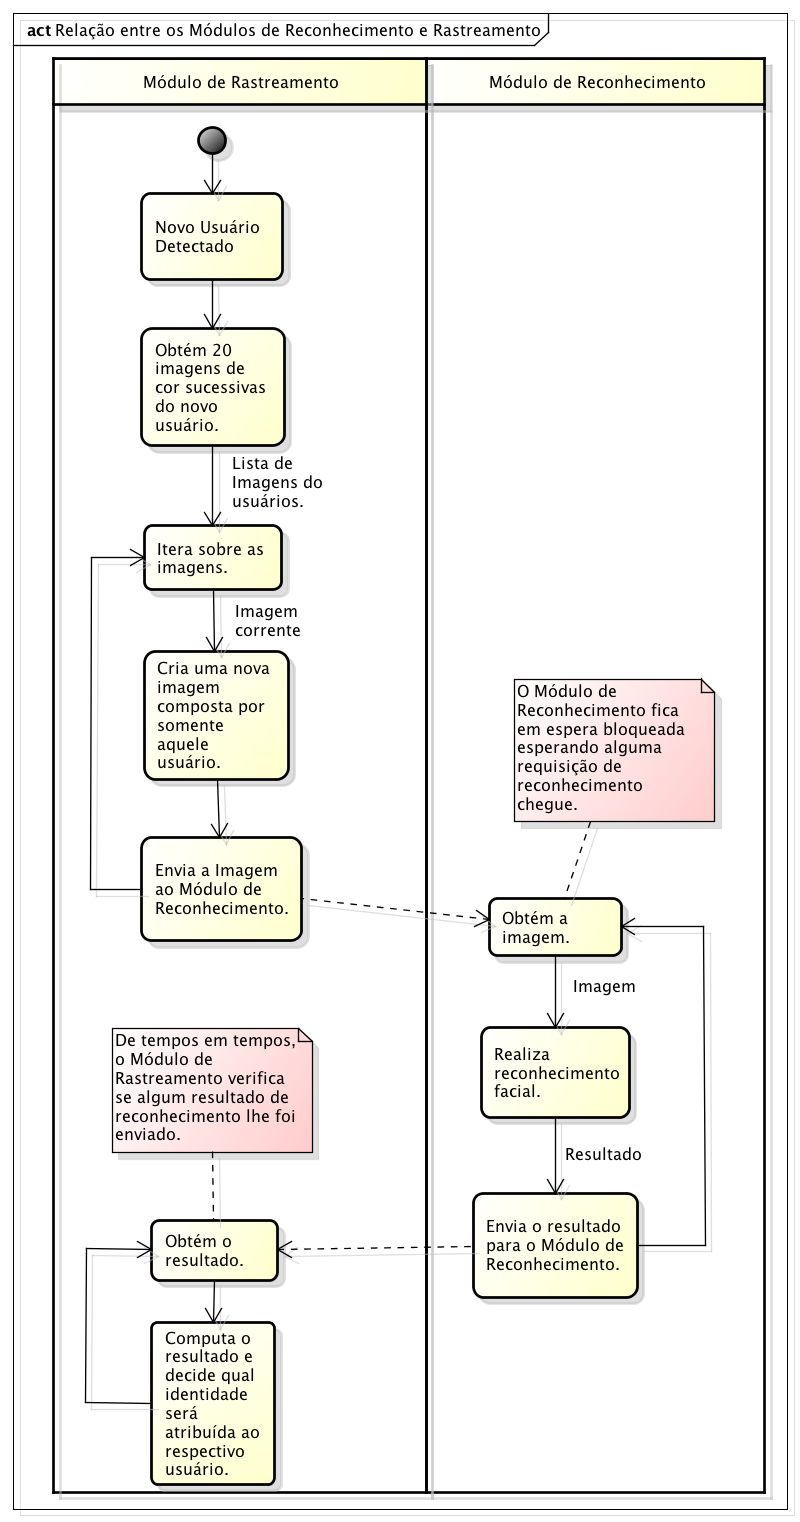 act Relação entre os Módulos de Reconhecimento e Rastreamento
Módulo de Rastreamento
Módulo de Reconhecimento
Novo Usuário
Detectado
Obtém 20
imagens de
cor sucessivas
do novo
usuário.
Lista de
Imagens do
usuários.
Itera sobre as
imagens.
Imagem
corrente
Cria uma nova
imagem
composta por
somente
aquele
usuário.
O Módulo de
Reconhecimento fica
em espera bloqueada
esperando alguma
requisição de
reconhecimento
chegue.
Envia a Imagem
ao Módulo de
Reconhecimento.
Obtém a
imagem.
Imagem
Realiza
reconhecimento
facial.
Resultado
Envia o resultado
para o Módulo de
Reconhecimento.
De tempos em tempos,
o Módulo de
Rastreamento verifica
se algum resultado de
reconhecimento lhe foi
enviado.
Obtém o
resultado.
Computa o
resultado e
decide qual
identidade
será
atribuída ao
respectivo
usuário.